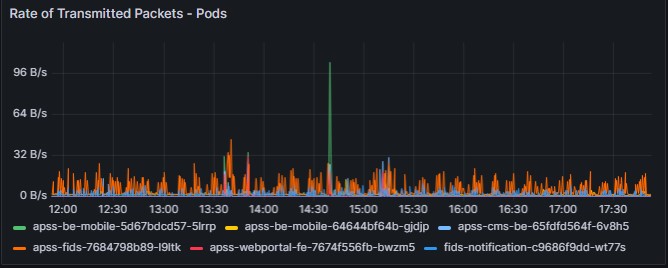 Rate of Transmitted Packets - Pods
96 B/s
64 B/s
32 B/s
0 B/s
12:00 12:30 13:00 13:30 14:00 14:30 15:00 15:30 16:00 16:30 17:00 17:30
apss-be-mobile-5d67bdcd57-5lrrp apss-be-mobile-64644bf64b-gjdjp apss-cms-be-65fdfd564f-6v8h5
apss-fids-7684798b89-l9ltk apss-webportal-fe-7674f556fb-bwzm5 fids-notification-c9686f9dd-wt77s